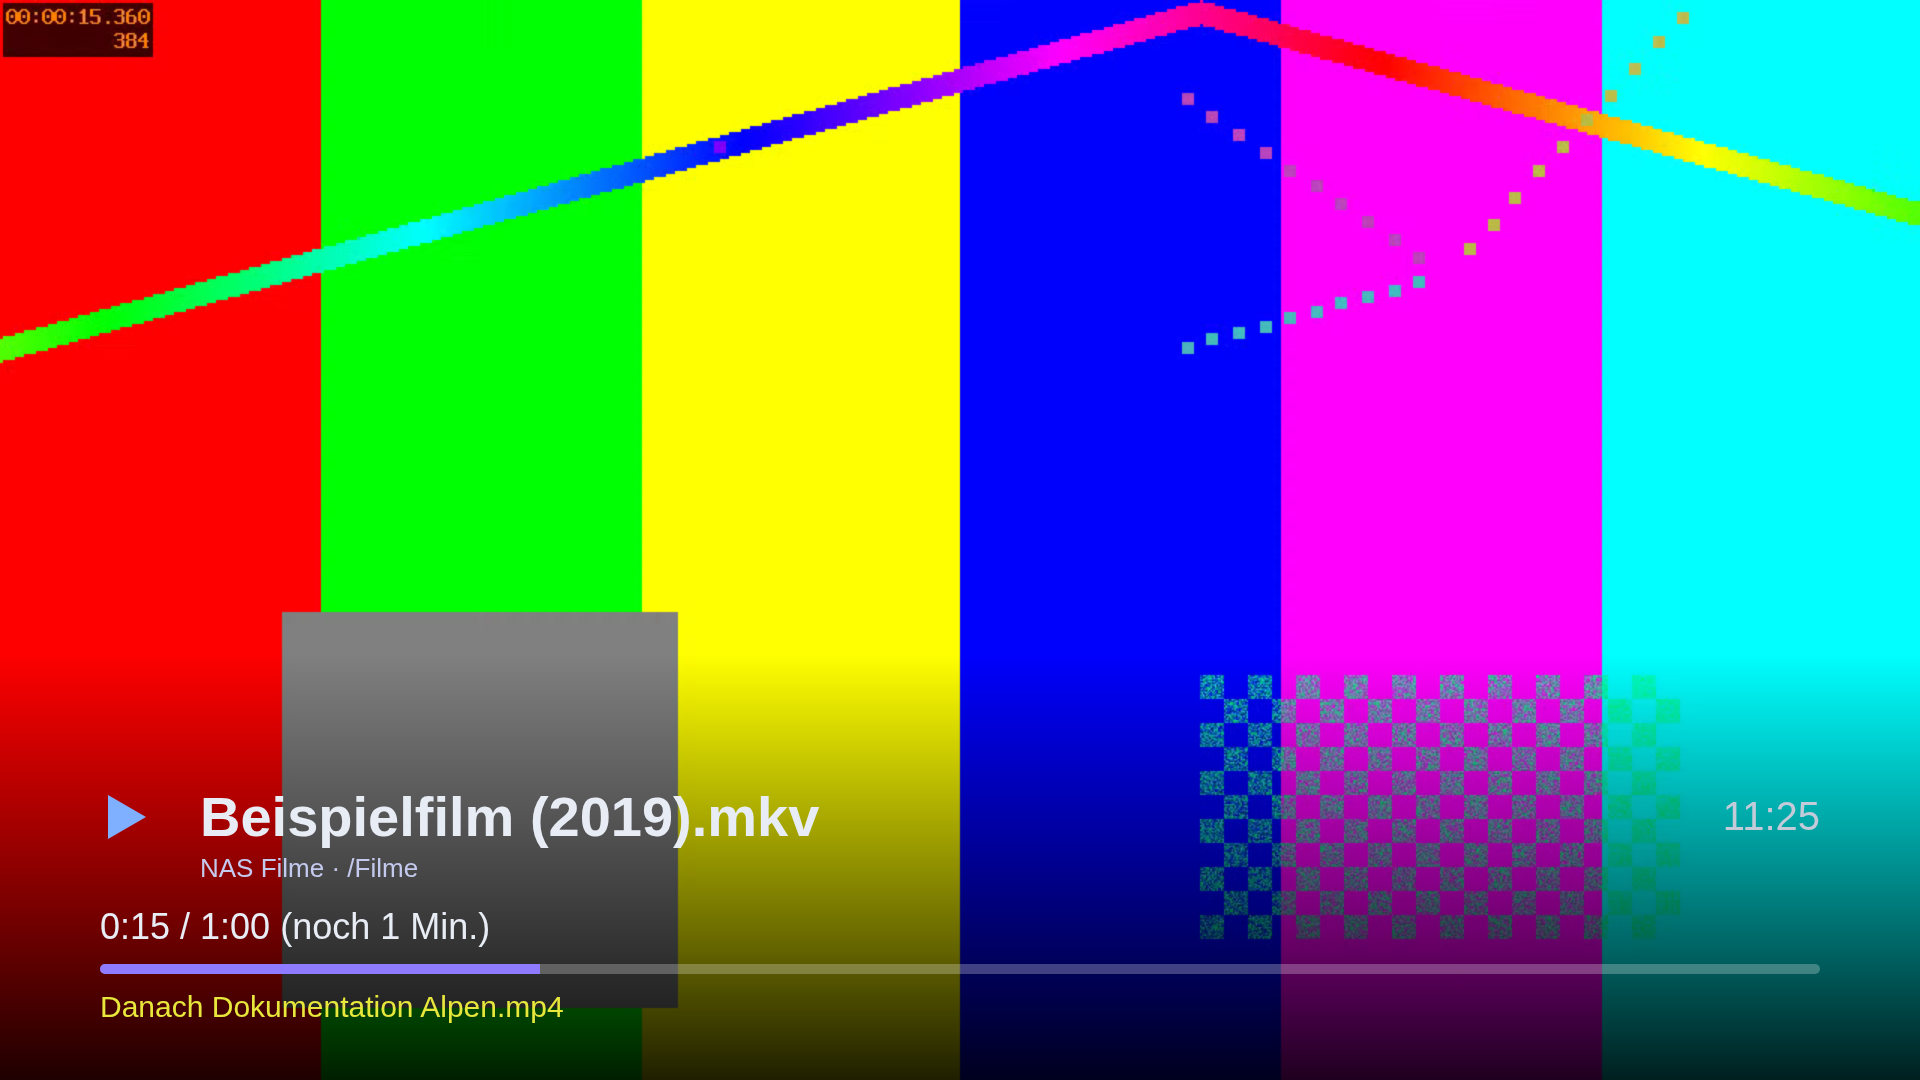 00:00:15.360
384
Beispielfilm (2019).mkv
11:25
NAS Filme · /Filme
0:15 / 1:00 (noch 1 Min.)
Danach Dokumentation Alpen.mp4